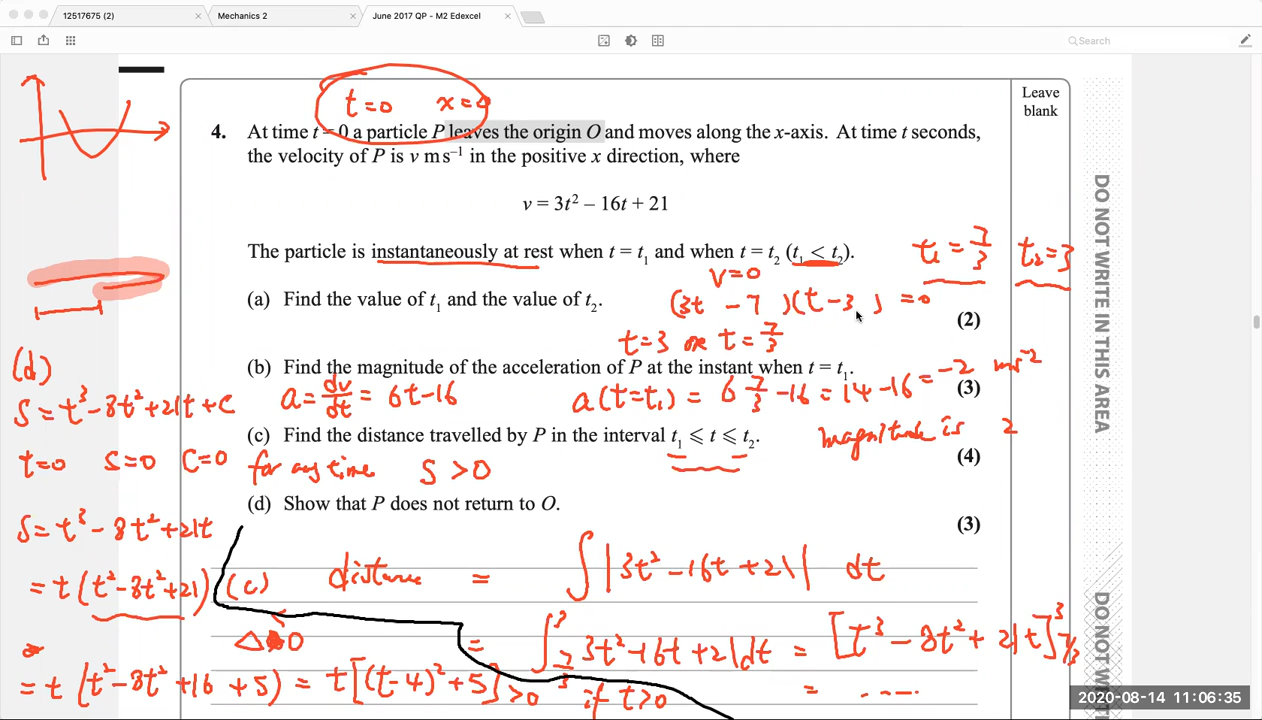 12517675 (2)
Mechanics 2
June 2017 QP - M2 Edexcel
Search
Leave
blank
t=0 x=0
4. At time t = 0 a particle P leaves the origin O and moves along the x-axis. At time t seconds,
the velocity of P is v m s⁻¹ in the positive x direction, where
v = 3t² – 16t + 21
The particle is instantaneously at rest when t = t₁ and when t = t₂ (t₁ < t₂).
t₁ = 7/3 t₂ = 3
v=0
(a) Find the value of t₁ and the value of t₂.
(3t – 7)(t – 3) = 0
(2)
t=3 or t = 7/3
(b) Find the magnitude of the acceleration of P at the instant when t = t₁.
(3)
a = dv/dt = 6t – 16 a(t=t₁) = 6 7/3 – 16 = 14 – 16 = –2 ms⁻²
(c) Find the distance travelled by P in the interval t₁ ⩽ t ⩽ t₂.
magnitude is 2
(4)
for any time S > 0
(d) Show that P does not return to O.
(3)
(d)
S = t³ – 8t² + 21t + c
t=0 S=0 C=0
S = t³ – 8t² + 21t
= t(t² – 8t² + 21)
= t(t² – 8t² + 16 + 5) = t[(t–4)² + 5] > 0 if t>0
(c) distance = ∫|3t² – 16t + 21| dt
= ∫ 3t² – 16t + 21 dt = [t³ – 8t² + 21t]³ 7/3
= ......
DO NOT WRITE IN THIS AREA
DO NOT WRIT
2020-08-14 11:06:35